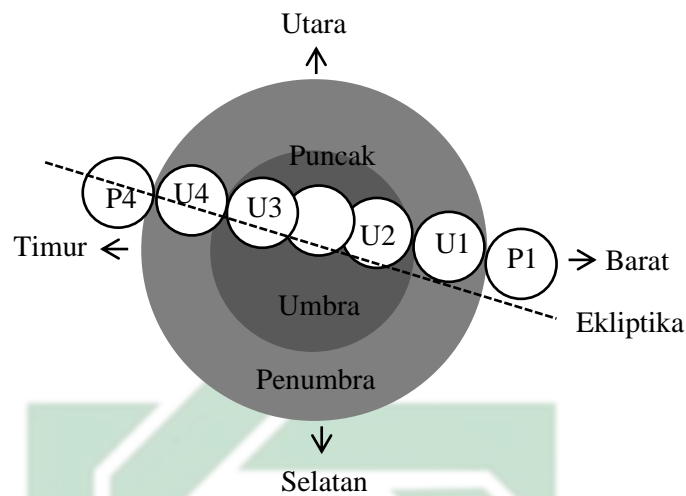 Utara
Puncak
P4 U4 U3 U2 U1 P1
Timur
Barat
Umbra
Ekliptika
Penumbra
Selatan